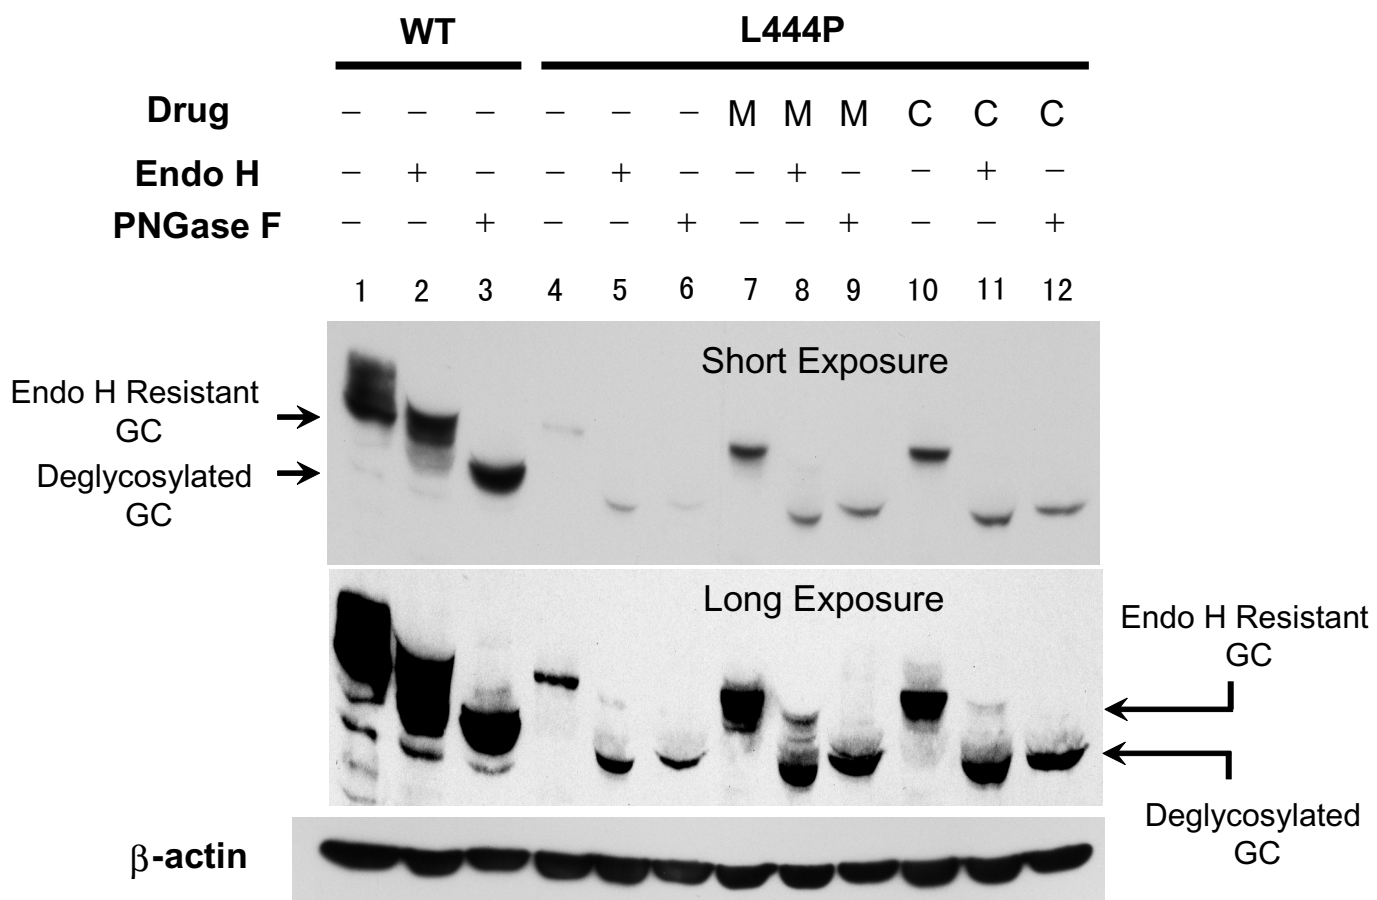 WT L444P
Drug – – – – – – M M M C C C
Endo H – + – – + – – + – – + –
PNGase F – – + – – + – – + – – +
1 2 3 4 5 6 7 8 9 10 11 12
Short Exposure
Endo H Resistant
GC
Deglycosylated
GC
Long Exposure
Endo H Resistant
GC
Deglycosylated
GC
β-actin